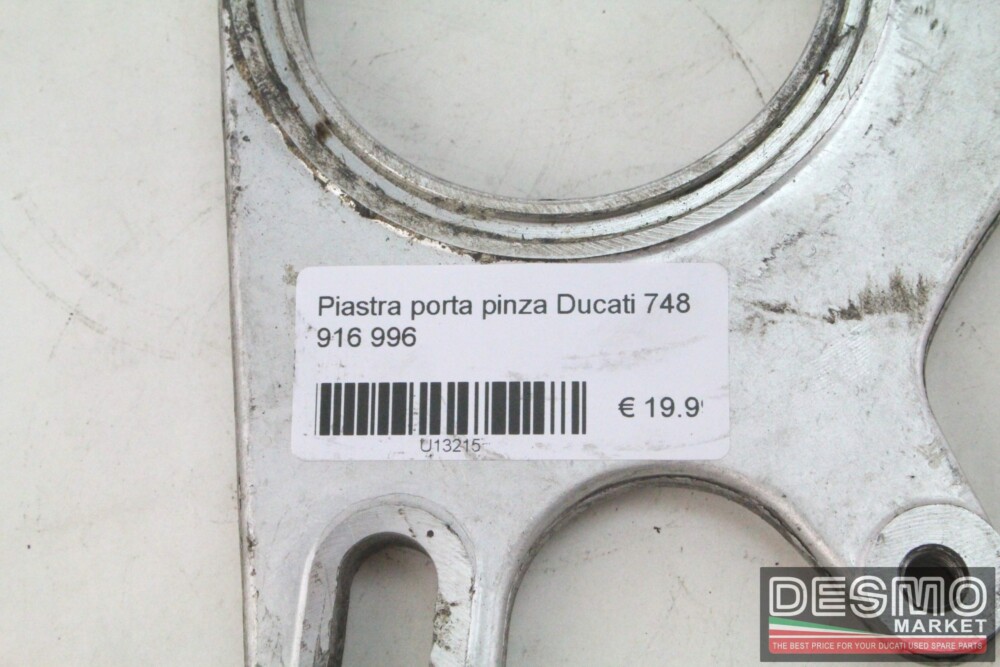 Piastra porta pinza Ducati 748
916 996
€ 19.9
U13215
DESMO
MARKET
THE BEST PRICE FOR YOUR DUCATI USED SPARE PARTS